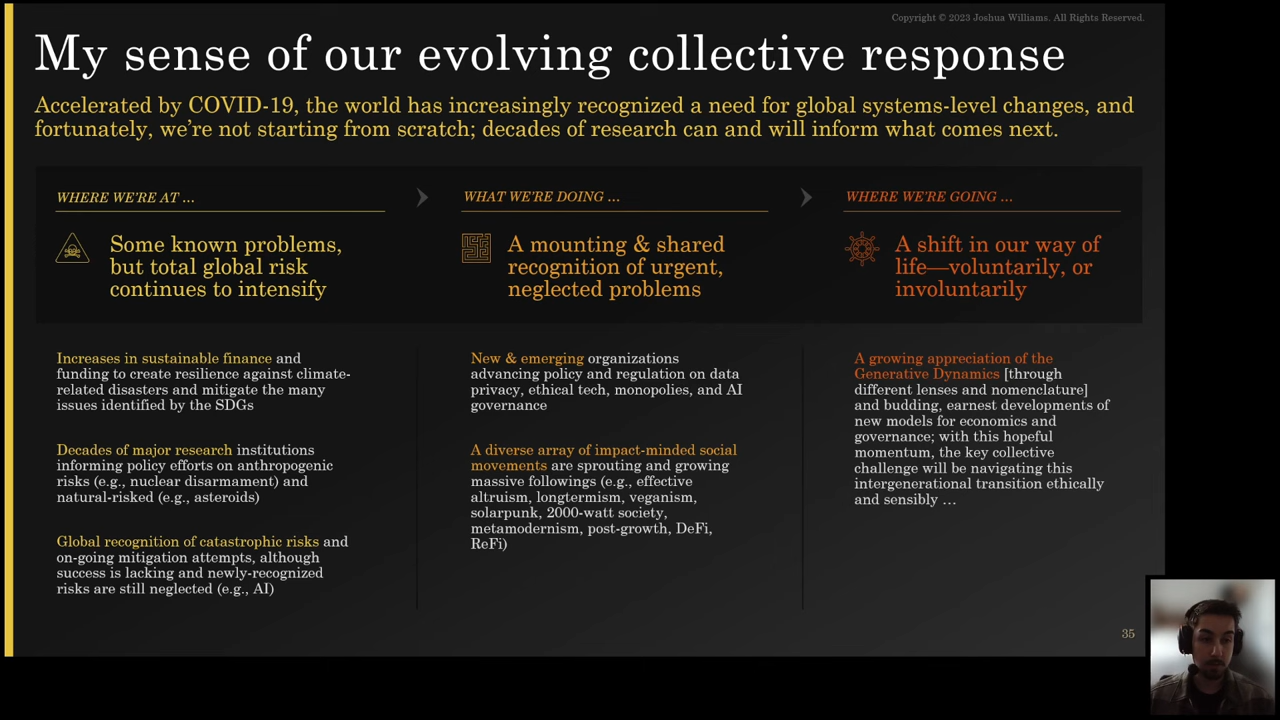 Copyright © 2023 Joshua Williams. All Rights Reserved.
My sense of our evolving collective response
Accelerated by COVID-19, the world has increasingly recognized a need for global systems-level changes, and
fortunately, we're not starting from scratch; decades of research can and will inform what comes next.
WHERE WE'RE AT ...
Some known problems,
but total global risk
continues to intensify
Increases in sustainable finance and
funding to create resilience against climate-
related disasters and mitigate the many
issues identified by the SDGs
Decades of major research institutions
informing policy efforts on anthropogenic
risks (e.g., nuclear disarmament) and
natural-risked (e.g., asteroids)
Global recognition of catastrophic risks and
on-going mitigation attempts, although
success is lacking and newly-recognized
risks are still neglected (e.g., AI)
WHAT WE'RE DOING ...
A mounting & shared
recognition of urgent,
neglected problems
New & emerging organizations
advancing policy and regulation on data
privacy, ethical tech, monopolies, and AI
governance
A diverse array of impact-minded social
movements are sprouting and growing
massive followings (e.g., effective
altruism, longtermism, veganism,
solarpunk, 2000-watt society,
metamodernism, post-growth, DeFi,
ReFi)
WHERE WE'RE GOING ...
A shift in our way of
life—voluntarily, or
involuntarily
A growing appreciation of the
Generative Dynamics [through
different lenses and nomenclature]
and budding, earnest developments of
new models for economics and
governance; with this hopeful
momentum, the key collective
challenge will be navigating this
intergenerational transition ethically
and sensibly ...
35